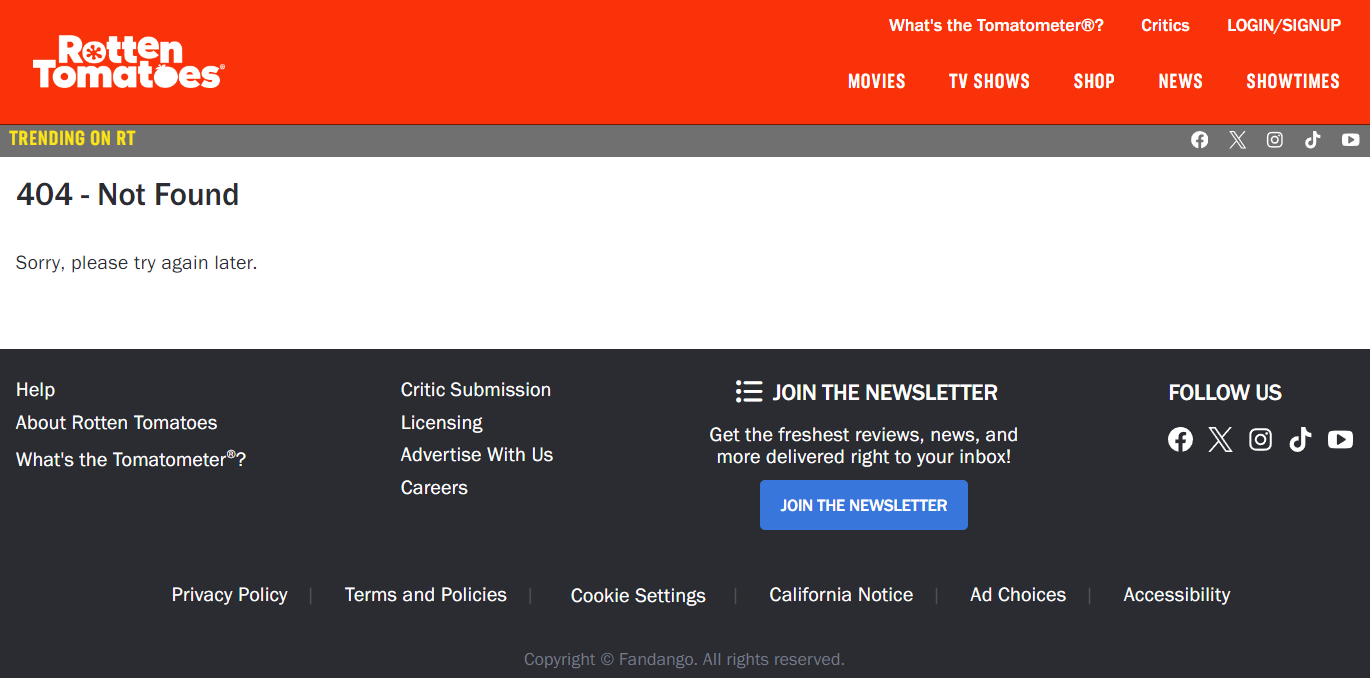 What's the Tomatometer®? Critics LOGIN/SIGNUP
Rotten
Tomatoes®
MOVIES TV SHOWS SHOP NEWS SHOWTIMES
TRENDING ON RT
404 - Not Found
Sorry, please try again later.
Help
About Rotten Tomatoes
What's the Tomatometer®?
Critic Submission
Licensing
Advertise With Us
Careers
JOIN THE NEWSLETTER
Get the freshest reviews, news, and
more delivered right to your inbox!
JOIN THE NEWSLETTER
FOLLOW US
Privacy Policy | Terms and Policies | Cookie Settings | California Notice | Ad Choices | Accessibility
Copyright © Fandango. All rights reserved.